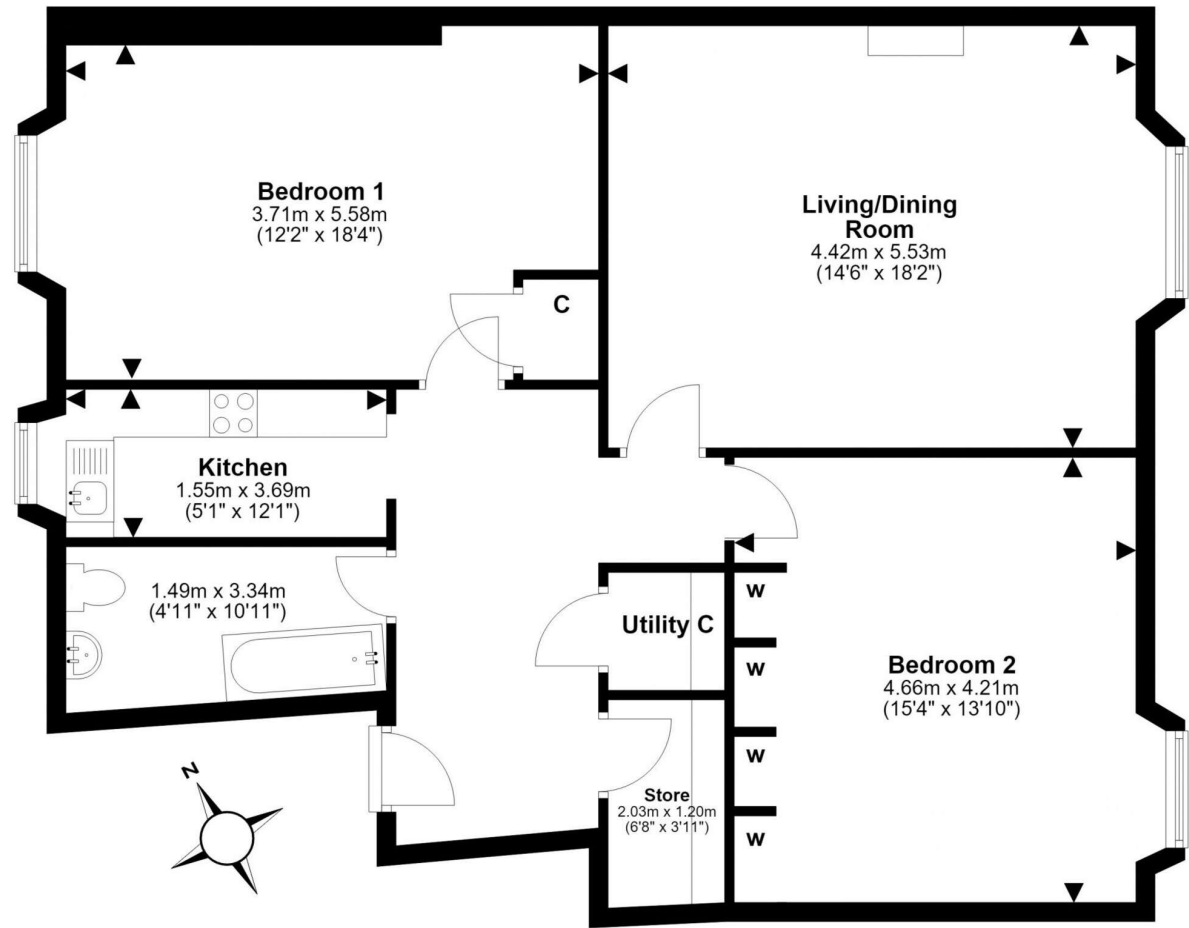 Bedroom 1
3.71m x 5.58m
(12'2" x 18'4")
Living/Dining
Room
4.42m x 5.53m
(14'6" x 18'2")
C
Kitchen
1.55m x 3.69m
(5'1" x 12'1")
1.49m x 3.34m
(4'11" x 10'11")
Utility C
W
W
W
W
Bedroom 2
4.66m x 4.21m
(15'4" x 13'10")
Store
2.03m x 1.20m
(6'8" x 3'11")
N